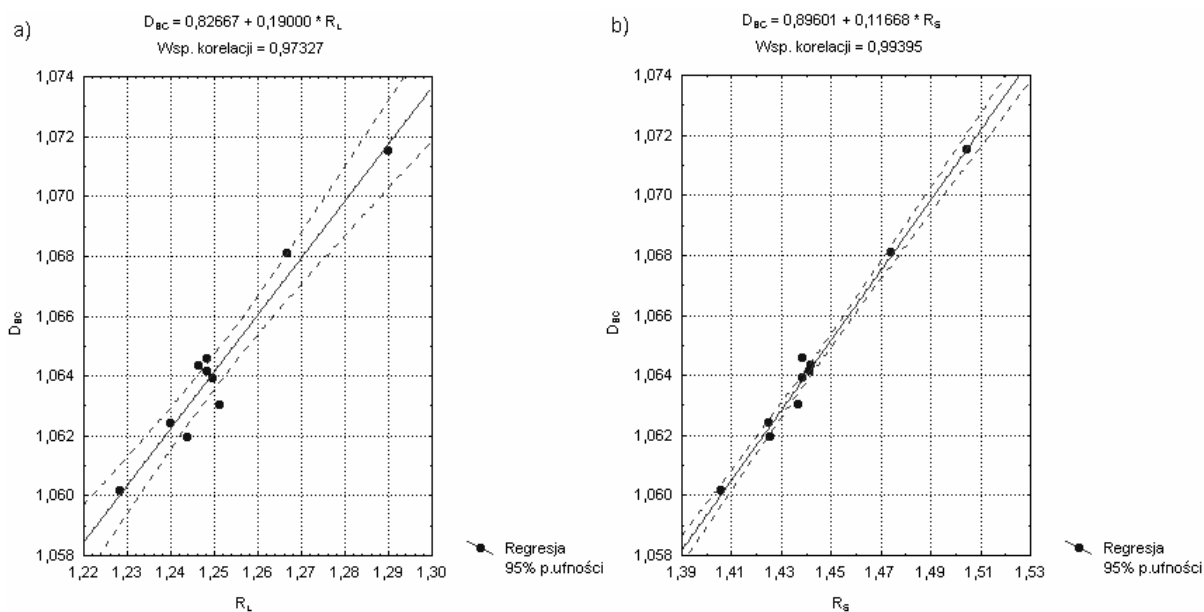 a)
D_BC = 0,82667 + 0,19000 * R_L
Wsp. korelacji = 0,97327
1,074
1,072
1,070
1,068
1,066
1,064
1,062
1,060
1,058
D_BC
1,22 1,23 1,24 1,25 1,26 1,27 1,28 1,29 1,30
R_L
Regresja
95% p.ufności
b)
D_BC = 0,89601 + 0,11668 * R_S
Wsp. korelacji = 0,99395
1,074
1,072
1,070
1,068
1,066
1,064
1,062
1,060
1,058
D_BC
1,39 1,41 1,43 1,45 1,47 1,49 1,51 1,53
R_S
Regresja
95% p.ufności